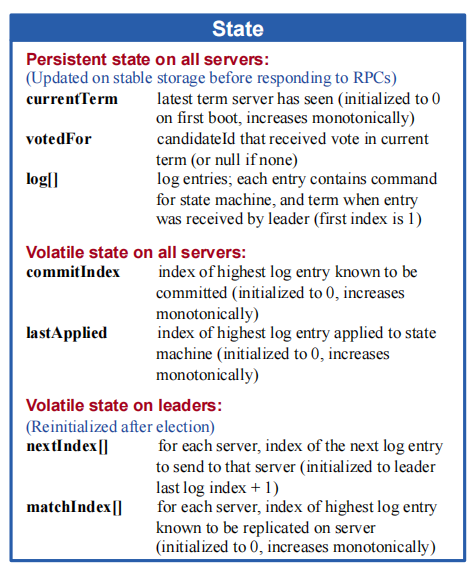 State
Persistent state on all servers:
(Updated on stable storage before responding to RPCs)
currentTerm latest term server has seen (initialized to 0
on first boot, increases monotonically)
votedFor candidateId that received vote in current
term (or null if none)
log[] log entries; each entry contains command
for state machine, and term when entry
was received by leader (first index is 1)
Volatile state on all servers:
commitIndex index of highest log entry known to be
committed (initialized to 0, increases
monotonically)
lastApplied index of highest log entry applied to state
machine (initialized to 0, increases
monotonically)
Volatile state on leaders:
(Reinitialized after election)
nextIndex[] for each server, index of the next log entry
to send to that server (initialized to leader
last log index + 1)
matchIndex[] for each server, index of highest log entry
known to be replicated on server
(initialized to 0, increases monotonically)